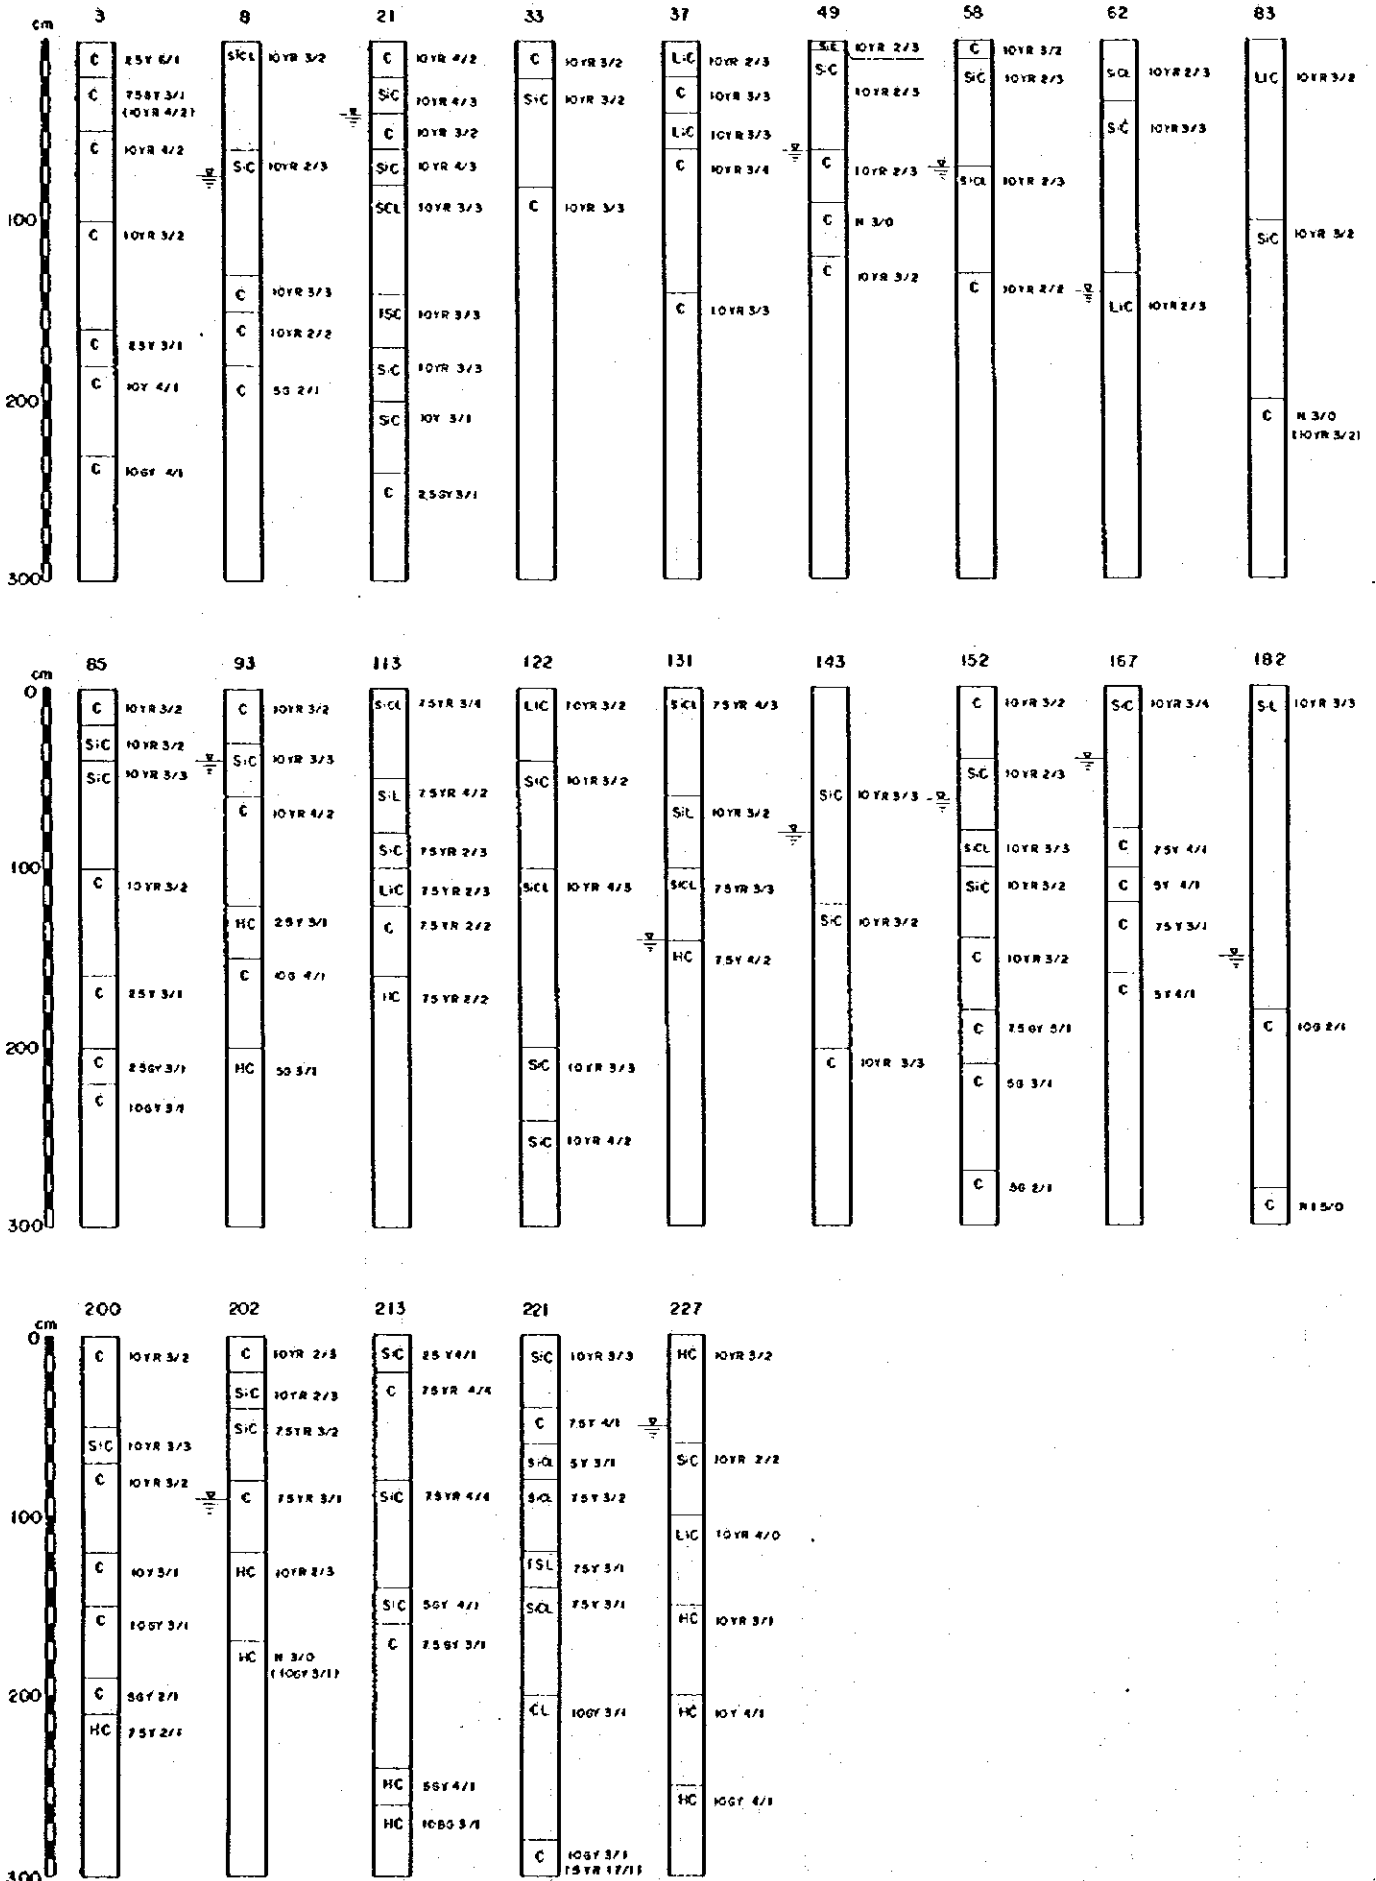 cm 3 8 21 33 37 49 58 62 83
C 2.5Y 6/1
C 7.5GY 3/1
(10YR 4/2)
C 10YR 4/2
100
C 10YR 3/2
C 2.5Y 3/1
C 10Y 4/1
200
C 10GY 4/1
300
SiCL 10YR 3/2
SiC 10YR 2/3
C 10YR 3/3
C 10YR 2/2
C 5G 2/1
C 10YR 4/2
SiC 10YR 4/3
C 10YR 3/2
SiC 10YR 4/3
SCL 10YR 3/3
fSC 10YR 3/3
SiC 10YR 3/3
SiC 10Y 3/1
C 2.5GY 3/1
C 10YR 3/2
SiC 10YR 3/2
C 10YR 3/3
LiC 10YR 2/3
C 10YR 3/3
LiC 10YR 3/3
C 10YR 3/4
C 10YR 3/3
10YR 2/3
SiC 10YR 2/3
C 10YR 2/3
C N 3/0
C 10YR 3/2
C 10YR 3/2
SiC 10YR 2/3
SiCL 10YR 2/3
C 10YR 2/2
SiCL 10YR 2/3
SiC 10YR 3/3
LiC 10YR 2/3
LiC 10YR 3/2
SiC 10YR 3/2
C N 3/0
(10YR 3/2)
cm 85 93 113 122 131 143 152 167 182
0
C 10YR 3/2
SiC 10YR 3/2
SiC 10YR 3/3
100
C 10YR 3/2
C 2.5Y 3/1
200
C 2.5GY 3/1
C 10GY 3/1
300
C 10YR 3/2
SiC 10YR 3/3
C 10YR 4/2
HC 2.5Y 3/1
C 10G 4/1
HC 5G 3/1
SiCL 7.5YR 3/4
SiL 7.5YR 4/2
SiC 7.5YR 2/3
LiC 7.5YR 2/3
C 7.5YR 2/2
HC 7.5YR 2/2
LiC 10YR 3/2
SiC 10YR 3/2
SiCL 10YR 4/3
SiC 10YR 3/3
SiC 10YR 4/2
SiCL 7.5YR 4/3
SiL 10YR 3/2
SiCL 7.5YR 3/3
HC 7.5Y 4/2
SiC 10YR 3/3
SiC 10YR 3/2
C 10YR 3/3
C 10YR 3/2
SiC 10YR 2/3
SiCL 10YR 3/3
SiC 10YR 3/2
C 10YR 3/2
C 7.5GY 3/1
C 5G 3/1
C 5G 2/1
SiC 10YR 3/4
C 2.5Y 4/1
C 5Y 4/1
C 7.5Y 3/1
C 5Y 4/1
SiL 10YR 3/3
C 10G 2/1
C N 1.5/0
cm 200 202 213 221 227
0
C 10YR 3/2
SiC 10YR 3/3
C 10YR 3/2
100
C 10Y 3/1
C 10GY 3/1
200
C 5GY 2/1
HC 7.5Y 2/1
300
C 10YR 2/3
SiC 10YR 2/3
SiC 7.5YR 3/2
C 7.5YR 3/1
HC 10YR 2/3
HC N 3/0
(10GY 3/1)
SiC 2.5Y 4/1
C 7.5YR 4/4
SiC 7.5YR 4/4
SiC 5GY 4/1
C 7.5GY 3/1
HC 5GY 4/1
HC 10BG 3/1
SiC 10YR 3/3
C 7.5Y 4/1
SiCL 5Y 3/1
SiCL 7.5Y 3/2
fSL 7.5Y 3/1
SiCL 7.5Y 3/1
CL 10GY 3/1
C 10GY 3/1
HC 10YR 3/2
SiC 10YR 2/2
LiC 10YR 4/0
HC 10YR 3/1
HC 10Y 4/1
HC 10GY 4/1